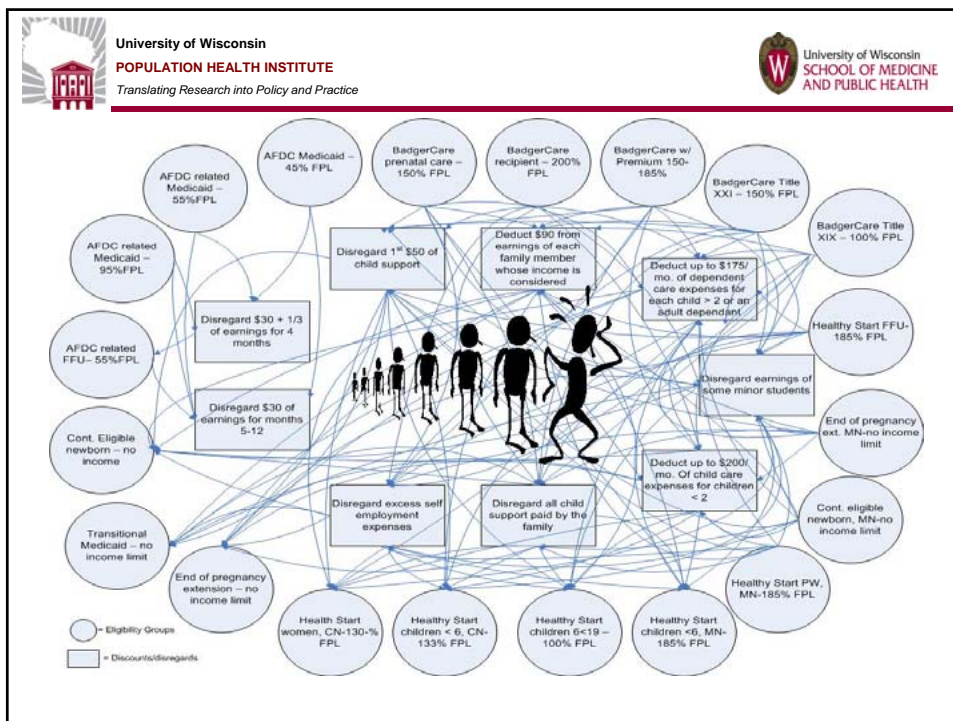 University of Wisconsin
POPULATION HEALTH INSTITUTE
Translating Research into Policy and Practice
University of Wisconsin
SCHOOL OF MEDICINE
AND PUBLIC HEALTH
W
AFDC Medicaid –
45% FPL
BadgerCare
prenatal care –
150% FPL
BadgerCare
recipient – 200%
FPL
BadgerCare w/
Premium 150-
185%
BadgerCare Title
XXI – 150% FPL
BadgerCare Title
XIX – 100% FPL
AFDC related
Medicaid –
55%FPL
AFDC related
Medicaid –
95%FPL
Disregard 1st $50 of
child support
Deduct $90 from
earnings of each
family member
whose income is
considered
Deduct up to $175/
mo. of dependent
care expenses for
each child > 2 or an
adult dependant
Disregard $30 + 1/3
of earnings for 4
months
AFDC related
FFU– 55%FPL
Healthy Start FFU-
185% FPL
Disregard earnings of
some minor students
Disregard $30 of
earnings for months
5-12
Cont. Eligible
newborn – no
income
End of pregnancy
ext. MN-no income
limit
Deduct up to $200/
mo. Of child care
expenses for children
< 2
Disregard excess self
employment
expenses
Disregard all child
support paid by the
family
Transitional
Medicaid – no
income limit
Cont. eligible
newborn, MN-no
income limit
End of pregnancy
extension – no
income limit
Healthy Start PW,
MN-185% FPL
Health Start
women, CN-130-%
FPL
Healthy Start
children < 6, CN-
133% FPL
Healthy Start
children 6<19 –
100% FPL
Healthy Start
children <6, MN-
185% FPL
= Eligibility Groups
= Discounts/disregards